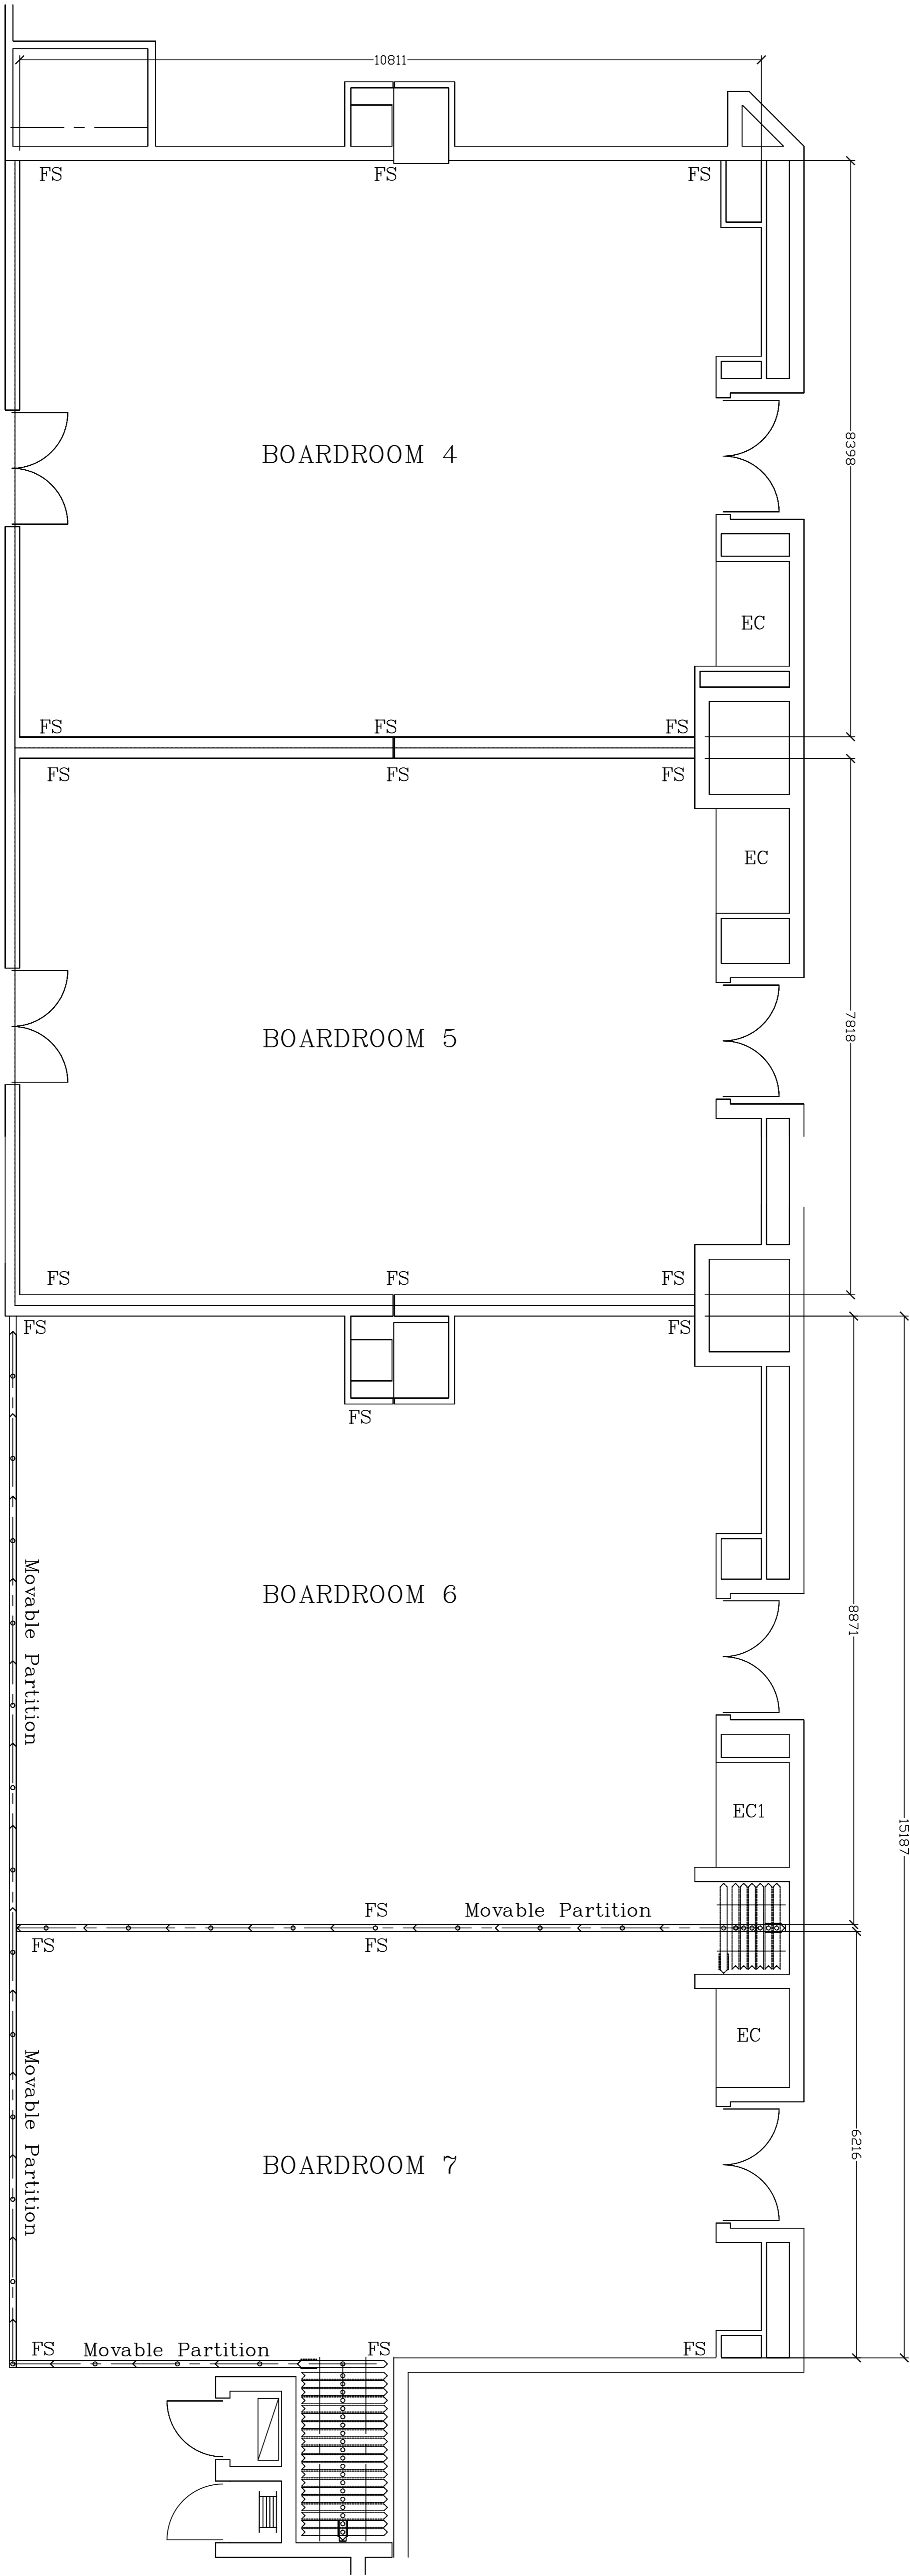 10811
FS FS FS
BOARDROOM 4
8398
EC
FS FS FS
FS FS FS
EC
BOARDROOM 5
7818
FS FS FS
FS FS
FS
Movable Partition
BOARDROOM 6
8871
EC1
15187
FS Movable Partition
FS FS
EC
Movable Partition
BOARDROOM 7
6216
FS Movable Partition FS FS